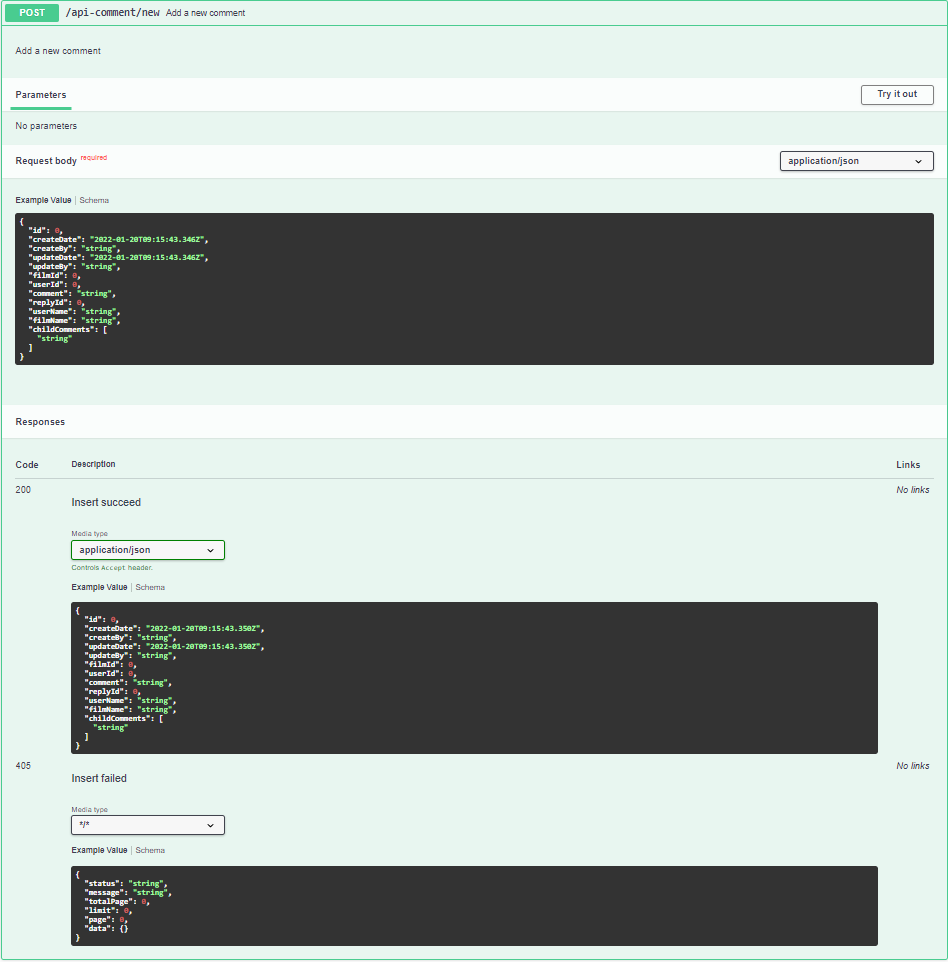 POST /api-comment/new Add a new comment
Add a new comment
Parameters Try it out
No parameters
Request body required application/json
Example Value | Schema
{
"id": 0,
"createDate": "2022-01-20T09:15:43.346Z",
"createBy": "string",
"updateDate": "2022-01-20T09:15:43.346Z",
"updateBy": "string",
"filmId": 0,
"userId": 0,
"comment": "string",
"replyId": 0,
"userName": "string",
"filmName": "string",
"childComments": [
"string"
]
}
Responses
Code Description Links
200 No links
Insert succeed
Media type
application/json
Controls Accept header.
Example Value | Schema
{
"id": 0,
"createDate": "2022-01-20T09:15:43.350Z",
"createBy": "string",
"updateDate": "2022-01-20T09:15:43.350Z",
"updateBy": "string",
"filmId": 0,
"userId": 0,
"comment": "string",
"replyId": 0,
"userName": "string",
"filmName": "string",
"childComments": [
"string"
]
}
405 No links
Insert failed
Media type
*/*
Example Value | Schema
{
"status": "string",
"message": "string",
"totalPage": 0,
"limit": 0,
"page": 0,
"data": {}
}